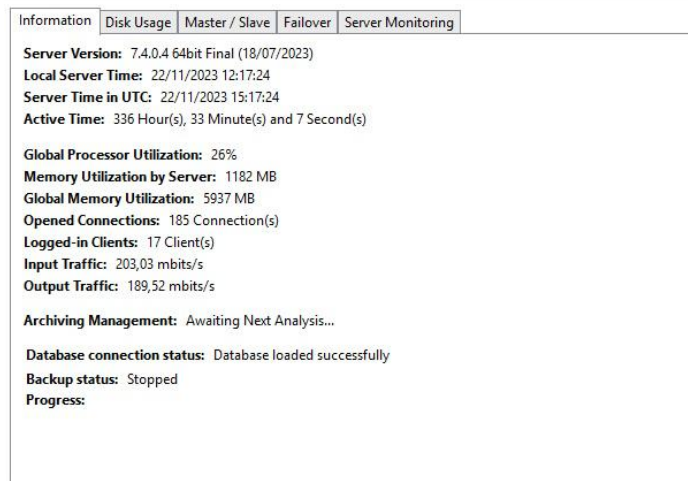 Information Disk Usage Master / Slave Failover Server Monitoring
Server Version: 7.4.0.4 64bit Final (18/07/2023)
Local Server Time: 22/11/2023 12:17:24
Server Time in UTC: 22/11/2023 15:17:24
Active Time: 336 Hour(s), 33 Minute(s) and 7 Second(s)
Global Processor Utilization: 26%
Memory Utilization by Server: 1182 MB
Global Memory Utilization: 5937 MB
Opened Connections: 185 Connection(s)
Logged-in Clients: 17 Client(s)
Input Traffic: 203,03 mbits/s
Output Traffic: 189,52 mbits/s
Archiving Management: Awaiting Next Analysis...
Database connection status: Database loaded successfully
Backup status: Stopped
Progress: